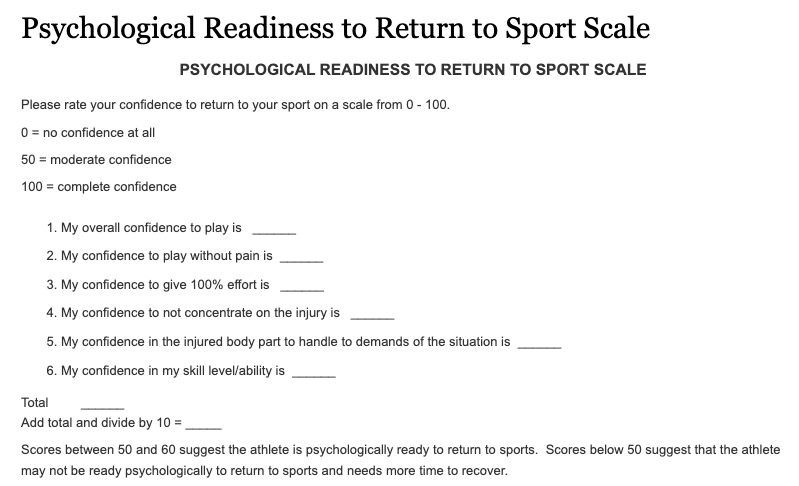 Psychological Readiness to Return to Sport Scale
PSYCHOLOGICAL READINESS TO RETURN TO SPORT SCALE
Please rate your confidence to return to your sport on a scale from 0 - 100.
0 = no confidence at all
50 = moderate confidence
100 = complete confidence
1. My overall confidence to play is ______
2. My confidence to play without pain is ______
3. My confidence to give 100% effort is ______
4. My confidence to not concentrate on the injury is ______
5. My confidence in the injured body part to handle to demands of the situation is ______
6. My confidence in my skill level/ability is ______
Total ______
Add total and divide by 10 = _____
Scores between 50 and 60 suggest the athlete is psychologically ready to return to sports. Scores below 50 suggest that the athlete
may not be ready psychologically to return to sports and needs more time to recover.